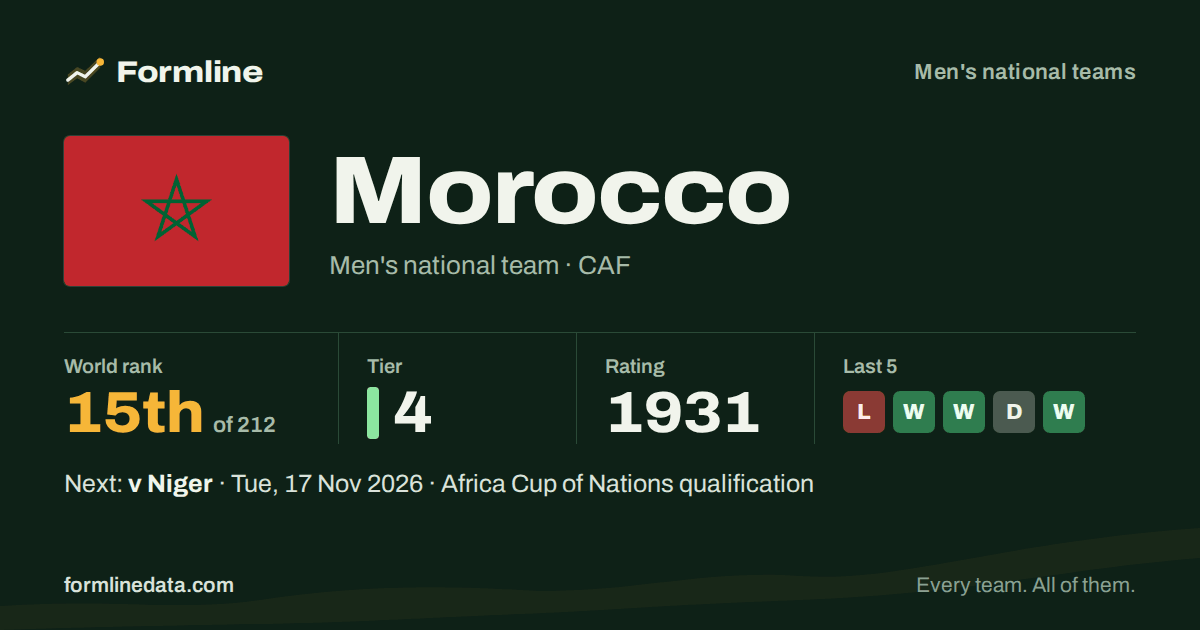 Formline
Men's national teams
Morocco
Men's national team · CAF
World rank
15th of 212
Tier
4
Rating
1931
Last 5
L W W D W
Next: v Niger · Tue, 17 Nov 2026 · Africa Cup of Nations qualification
formlinedata.com
Every team. All of them.